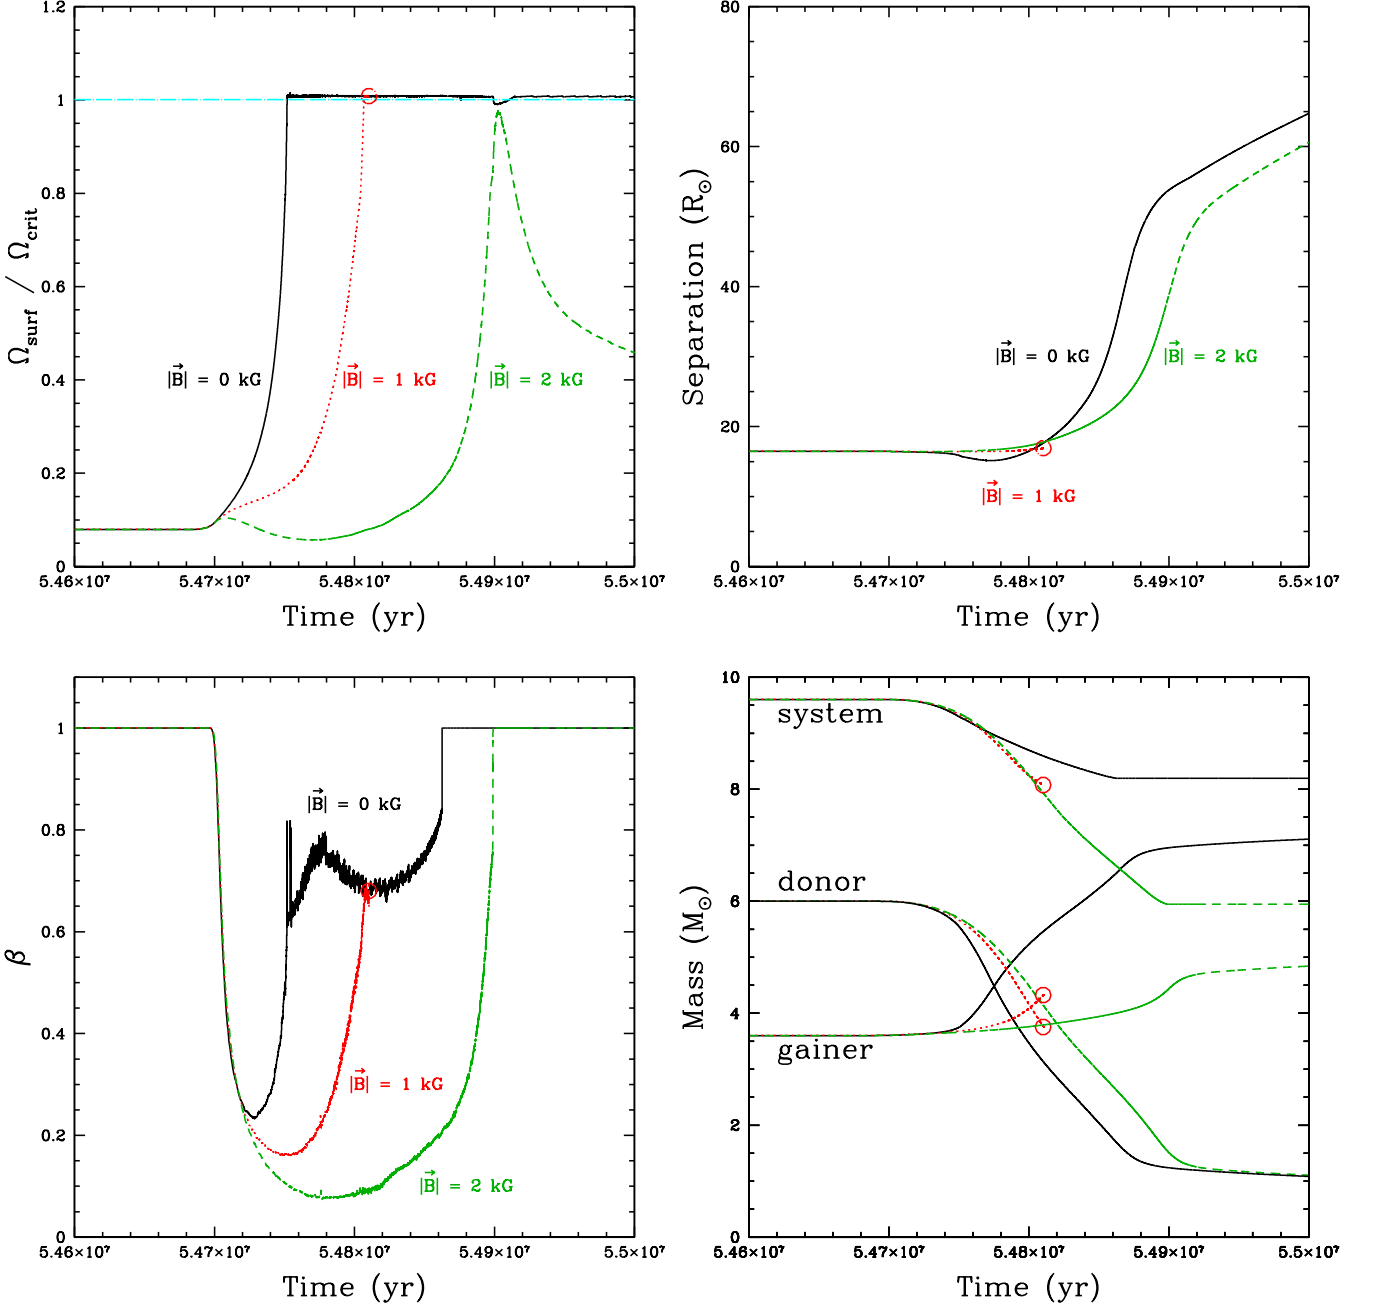 1.2
1
0.8
0.6
0.4
0.2
0
Ω_surf / Ω_crit
|B⃗| = 0 kG
|B⃗| = 1 kG
|B⃗| = 2 kG
5.46×10⁷ 5.47×10⁷ 5.48×10⁷ 5.49×10⁷ 5.5×10⁷
Time (yr)
80
60
40
20
0
Separation (R_⊙)
|B⃗| = 0 kG
|B⃗| = 2 kG
|B⃗| = 1 kG
5.46×10⁷ 5.47×10⁷ 5.48×10⁷ 5.49×10⁷ 5.5×10⁷
Time (yr)
1
0.8
0.6
0.4
0.2
0
β
|B⃗| = 0 kG
|B⃗| = 1 kG
|B⃗| = 2 kG
5.46×10⁷ 5.47×10⁷ 5.48×10⁷ 5.49×10⁷ 5.5×10⁷
Time (yr)
10
8
6
4
2
0
Mass (M_⊙)
system
donor
gainer
5.46×10⁷ 5.47×10⁷ 5.48×10⁷ 5.49×10⁷ 5.5×10⁷
Time (yr)